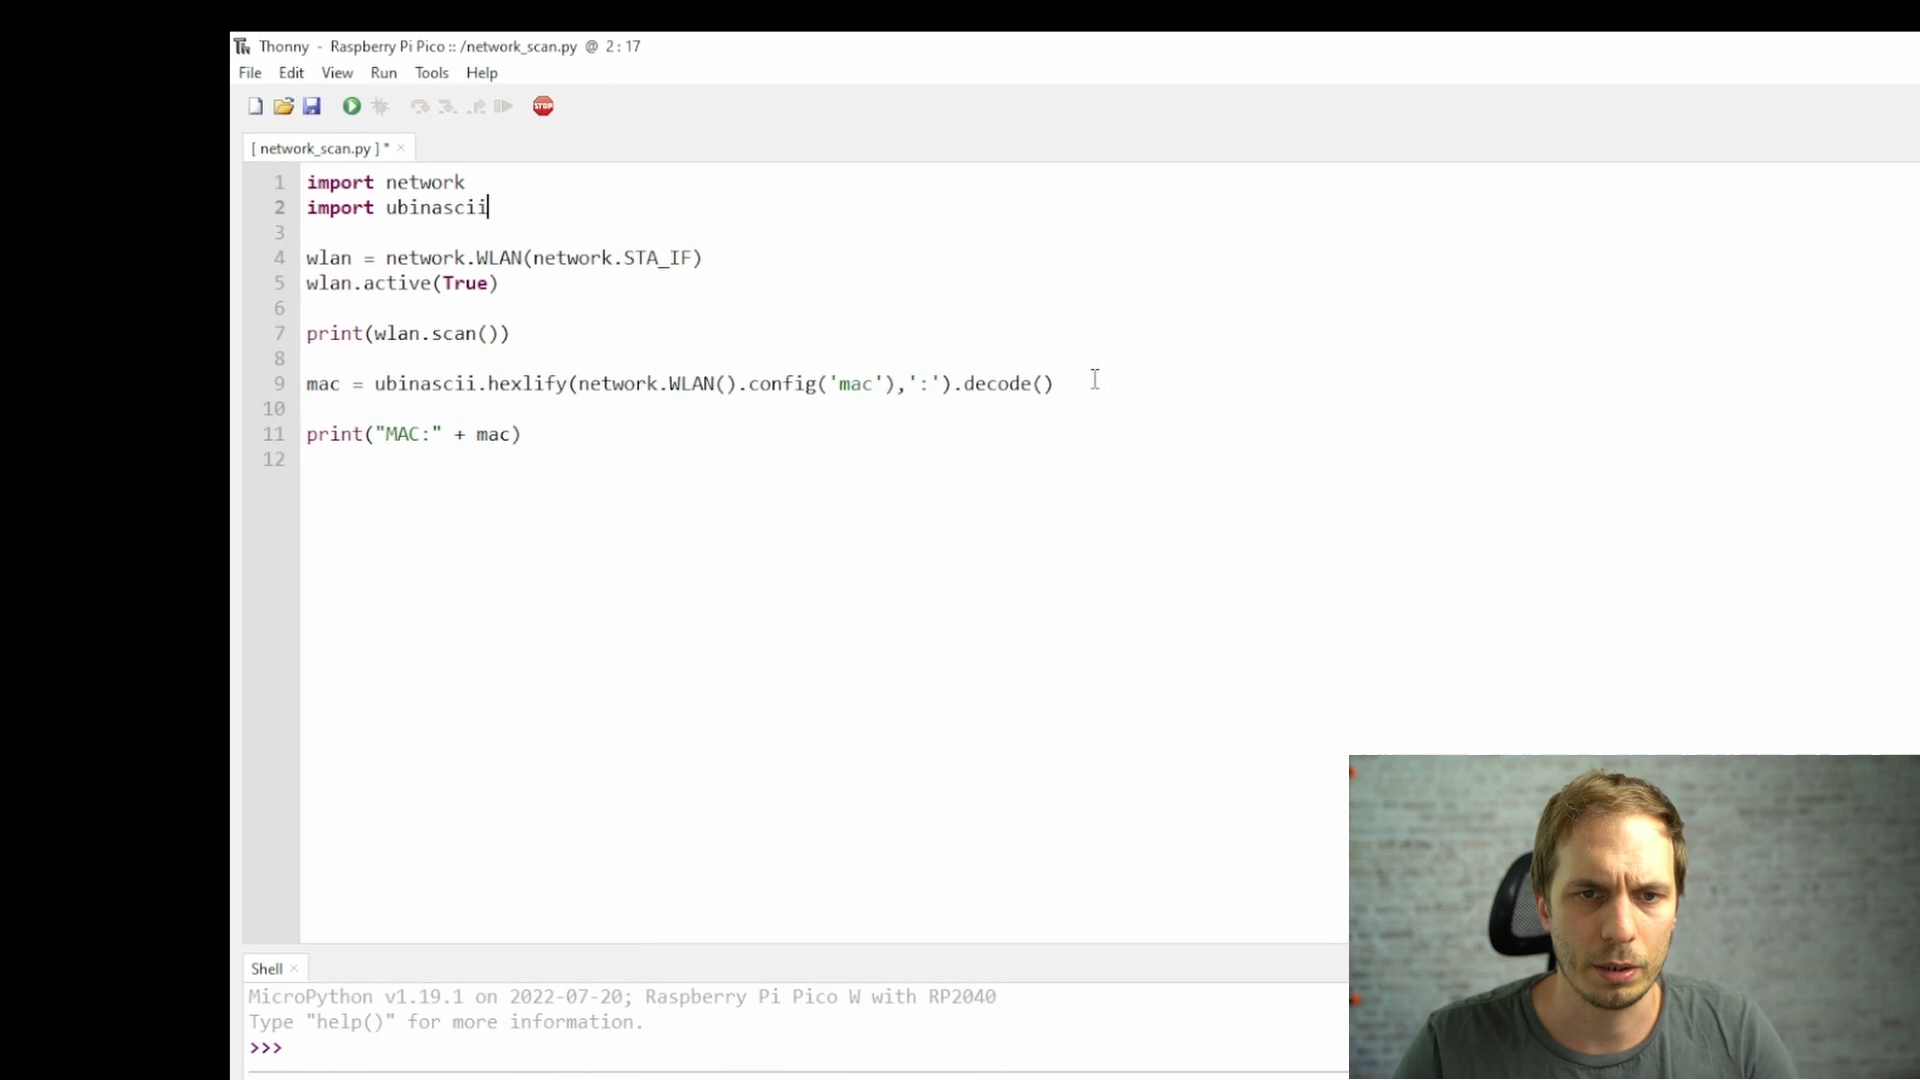 Thonny - Raspberry Pi Pico :: /network_scan.py @ 2 : 17
File Edit View Run Tools Help
STOP
[ network_scan.py ] * ×
1 import network
2 import ubinascii
3
4 wlan = network.WLAN(network.STA_IF)
5 wlan.active(True)
6
7 print(wlan.scan())
8
9 mac = ubinascii.hexlify(network.WLAN().config('mac'),':').decode()
10
11 print("MAC:" + mac)
12
Shell ×
MicroPython v1.19.1 on 2022-07-20; Raspberry Pi Pico W with RP2040
Type "help()" for more information.
>>>